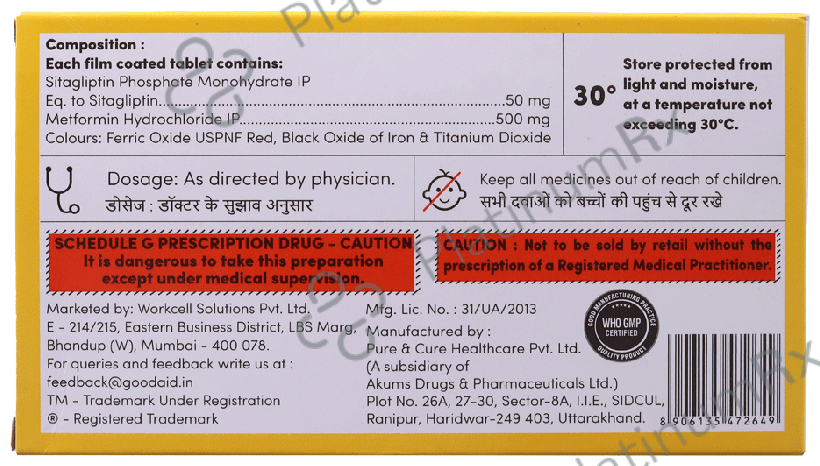 Composition :
Each film coated tablet contains:
Sitagliptin Phosphate Monohydrate IP
Eq. to Sitagliptin..........................................................50 mg
Metformin Hydrochloride IP..........................................500 mg
Colours: Ferric Oxide USPNF Red, Black Oxide of Iron & Titanium Dioxide
30°
Store protected from
light and moisture,
at a temperature not
exceeding 30°C.
Dosage: As directed by physician.
डोसेज : डॉक्टर के सुझाव अनुसार
Keep all medicines out of reach of children.
सभी दवाओं को बच्चों की पहुंच से दूर रखे
SCHEDULE G PRESCRIPTION DRUG - CAUTION
It is dangerous to take this preparation
except under medical supervision.
CAUTION : Not to be sold by retail without the
prescription of a Registered Medical Practitioner.
Marketed by: Workcell Solutions Pvt. Ltd.
E - 214/215, Eastern Business District, LBS Marg,
Bhandup (W), Mumbai - 400 078.
For queries and feedback write us at :
feedback@goodaid.in
TM - Trademark Under Registration
® - Registered Trademark
Mfg. Lic. No. : 31/UA/2013
Manufactured by :
Pure & Cure Healthcare Pvt. Ltd.
(A subsidiary of
Akums Drugs & Pharmaceuticals Ltd.)
Plot No. 26A, 27-30, Sector-8A, I.I.E., SIDCUL,
Ranipur, Haridwar-249 403, Uttarakhand.
GOOD MANUFACTURING PRACTICE
WHO GMP
CERTIFIED
QUALITY PRODUCT
8 906135 472649
PlatinumRx
PlatinumRx
PlatinumRx